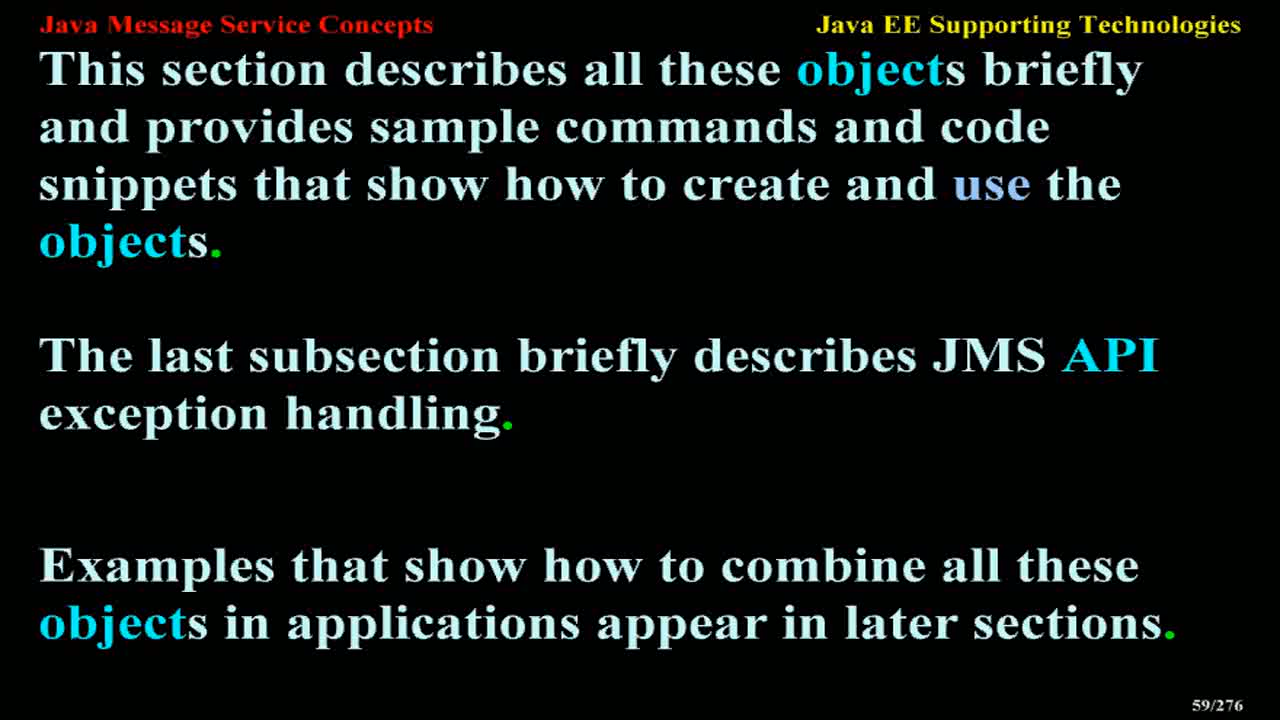 Java Message Service Concepts
Java EE Supporting Technologies
This section describes all these objects briefly
and provides sample commands and code
snippets that show how to create and use the
objects.
The last subsection briefly describes JMS API
exception handling.
Examples that show how to combine all these
objects in applications appear in later sections.
59/276